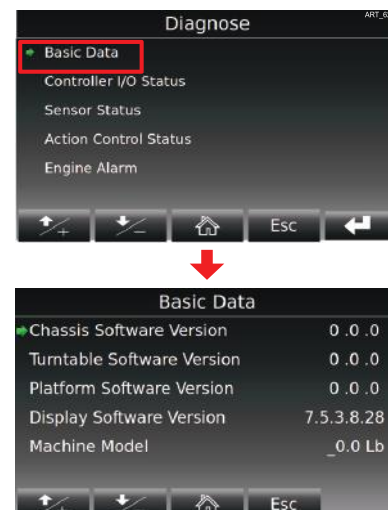 Diagnose
Basic Data
Controller I/O Status
Sensor Status
Action Control Status
Engine Alarm
+ - Esc
Basic Data
Chassis Software Version 0 .0 .0
Turntable Software Version 0 .0 .0
Platform Software Version 0 .0 .0
Display Software Version 7.5.3.8.28
Machine Model _0.0 Lb
Esc